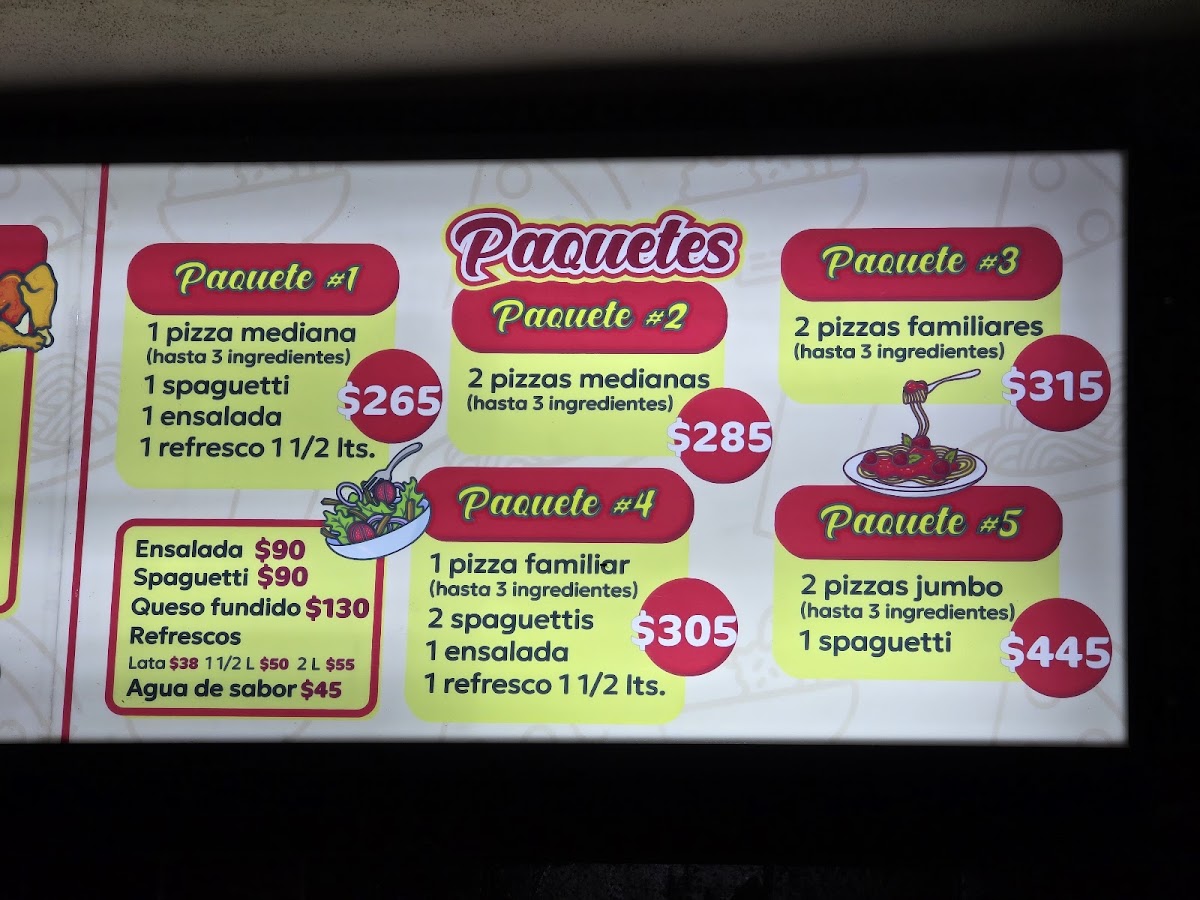 Paquetes
Paquete #1
1 pizza mediana
(hasta 3 ingredientes)
1 spaguetti
1 ensalada
1 refresco 1 1/2 lts.
$265
Paquete #2
2 pizzas medianas
(hasta 3 ingredientes)
$285
Paquete #3
2 pizzas familiares
(hasta 3 ingredientes)
$315
Ensalada $90
Spaguetti $90
Queso fundido $130
Refrescos
Lata $38 1 1/2 L $50 2 L $55
Agua de sabor $45
Paquete #4
1 pizza familiar
(hasta 3 ingredientes)
2 spaguettis
1 ensalada
1 refresco 1 1/2 lts.
$305
Paquete #5
2 pizzas jumbo
(hasta 3 ingredientes)
1 spaguetti
$445